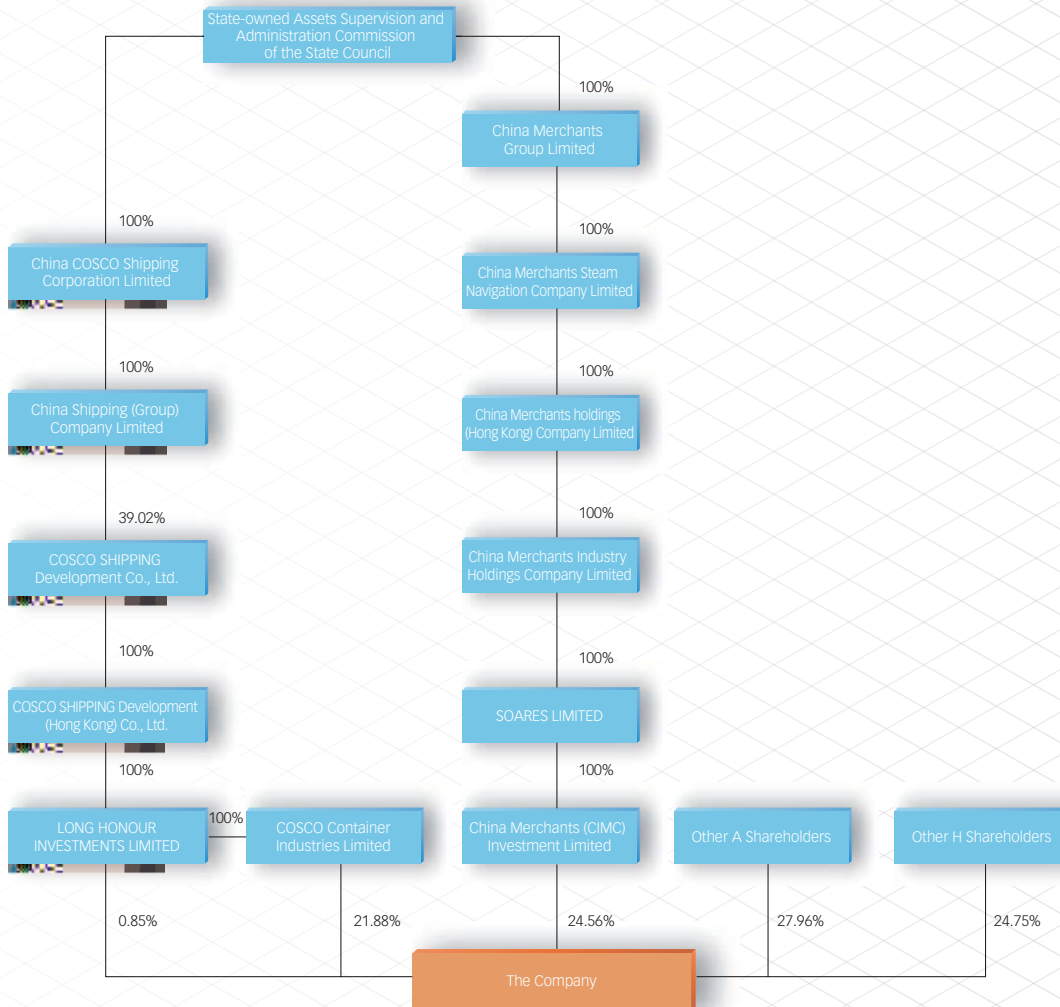 State-owned Assets Supervision and
Administration Commission
of the State Council
100%
China Merchants
Group Limited
100%
100%
China COSCO Shipping
Corporation Limited
China Merchants Steam
Navigation Company Limited
100%
100%
China Shipping (Group)
Company Limited
China Merchants holdings
(Hong Kong) Company Limited
39.02%
100%
COSCO SHIPPING
Development Co., Ltd.
China Merchants Industry
Holdings Company Limited
100%
100%
COSCO SHIPPING Development
(Hong Kong) Co., Ltd.
SOARES LIMITED
100%
100%
LONG HONOUR
INVESTMENTS LIMITED
100%
COSCO Container
Industries Limited
China Merchants (CIMC)
Investment Limited
Other A Shareholders
Other H Shareholders
0.85%
21.88%
24.56%
27.96%
24.75%
The Company